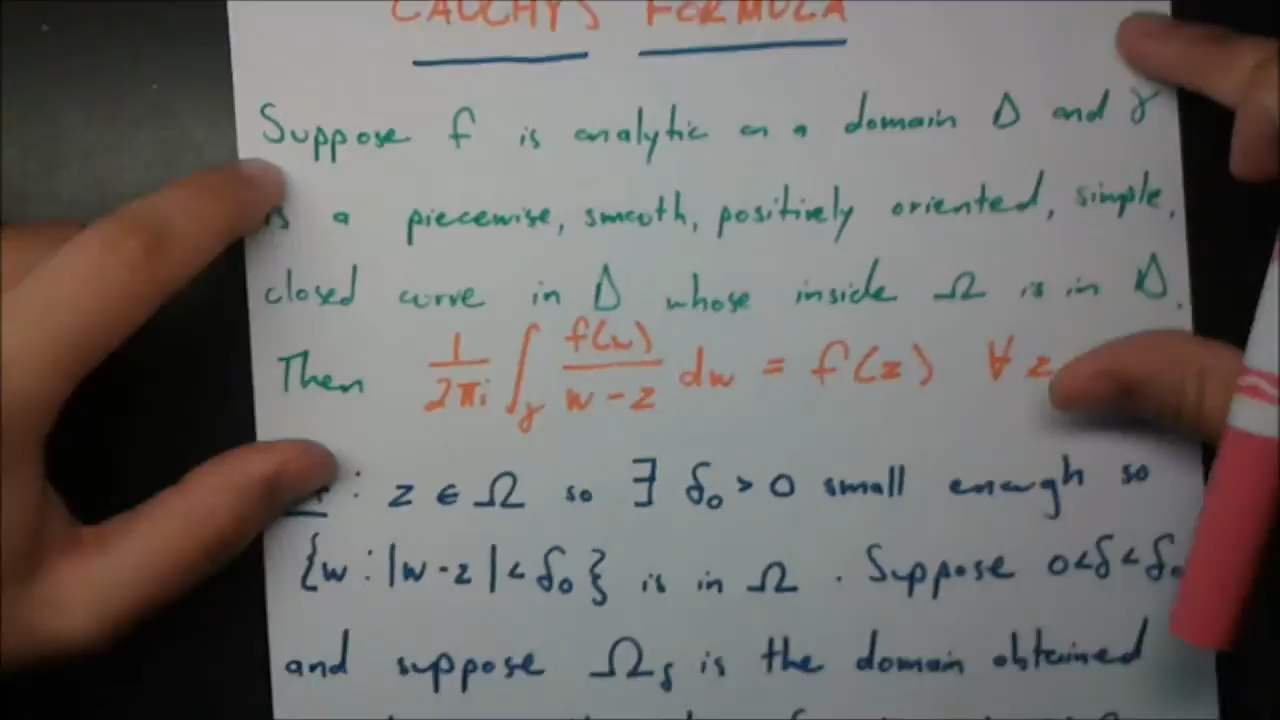 CAUCHY'S FORMULA
Suppose f is analytic on a domain D and γ
is a piecewise, smooth, positively oriented, simple,
closed curve in D whose inside Ω is in D.
Then 1/2πi ∫_γ f(w)/w-z dw = f(z) ∀ z
: z ∈ Ω so ∃ δ₀ > 0 small enough so
{w : |w-z| < δ₀} is in Ω. Suppose 0<δ<δ₀
and suppose Ω_δ is the domain obtained